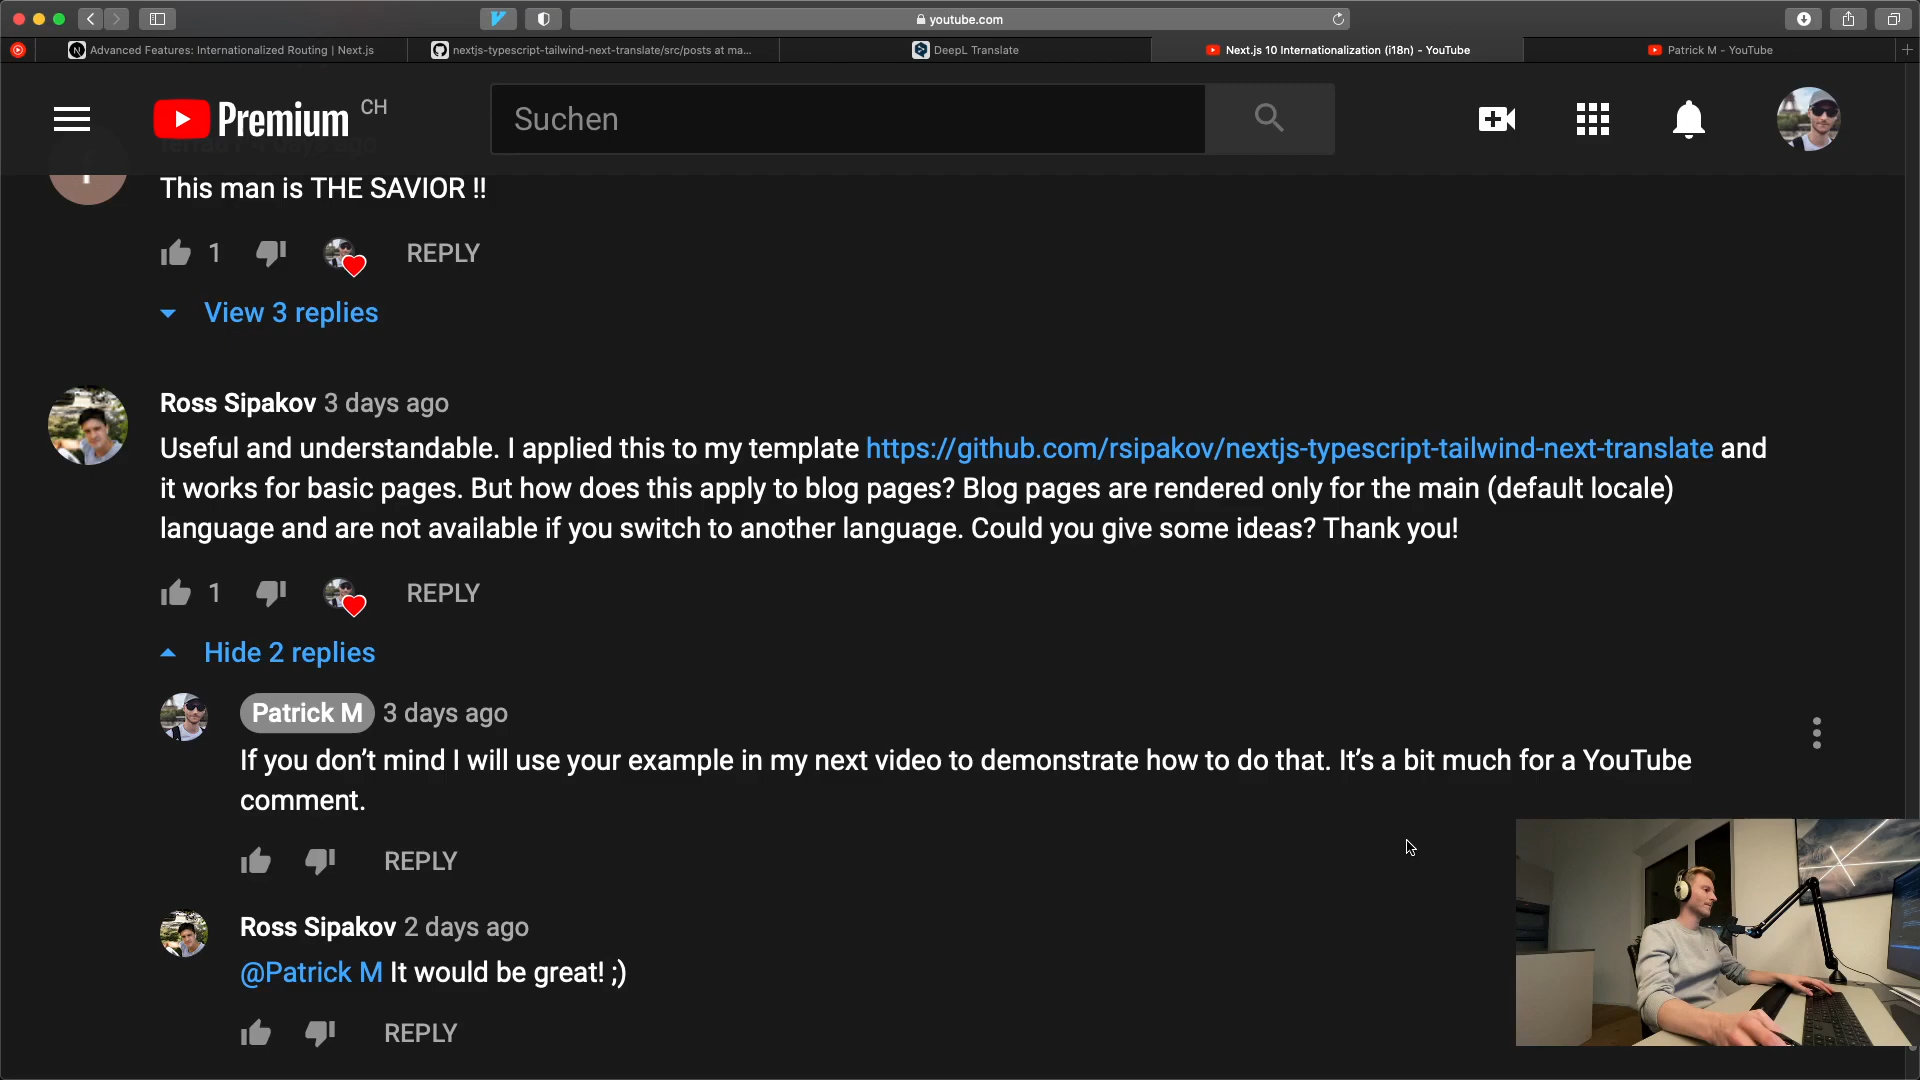 youtube.com
Advanced Features: Internationalized Routing | Next.js
nextjs-typescript-tailwind-next-translate/src/posts at ma...
DeepL Translate
Next.js 10 Internationalization (i18n) - YouTube
Patrick M - YouTube
Premium CH
Suchen
This man is THE SAVIOR !!
1 REPLY
View 3 replies
Ross Sipakov 3 days ago
Useful and understandable. I applied this to my template https://github.com/rsipakov/nextjs-typescript-tailwind-next-translate and
it works for basic pages. But how does this apply to blog pages? Blog pages are rendered only for the main (default locale)
language and are not available if you switch to another language. Could you give some ideas? Thank you!
1 REPLY
Hide 2 replies
Patrick M 3 days ago
If you don’t mind I will use your example in my next video to demonstrate how to do that. It’s a bit much for a YouTube
comment.
REPLY
Ross Sipakov 2 days ago
@Patrick M It would be great! ;)
REPLY